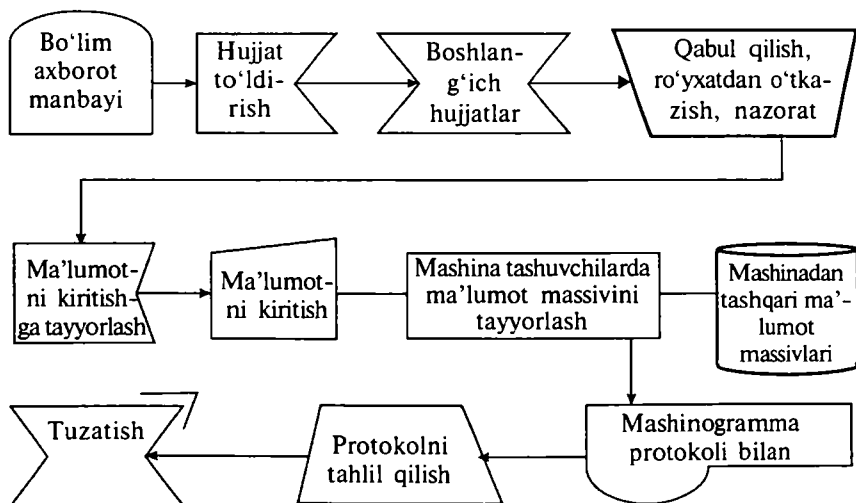 Bo‘lim
axborot
manbayi
Hujjat
to‘ldi-
rish
Boshlan-
g‘ich
hujjatlar
Qabul qilish,
ro‘yxatdan o‘tka-
zish, nazorat
Ma’lumot-
ni kiritish-
ga tayyorlash
Ma’lumot-
ni kiritish
Mashina tashuvchilarda
ma’lumot massivini
tayyorlash
Mashinadan
tashqari ma’-
lumot
massivlari
Tuzatish
Protokolni
tahlil qilish
Mashinogramma
protokoli bilan